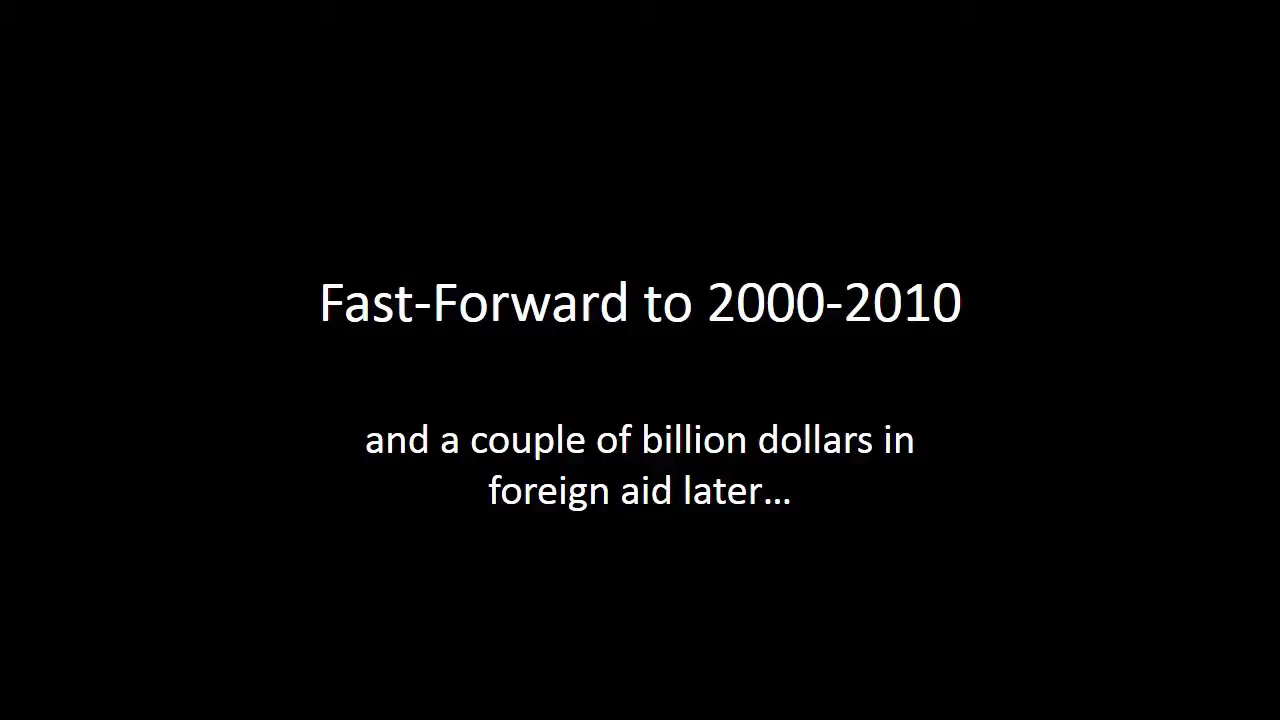 Fast-Forward to 2000-2010
and a couple of billion dollars in
foreign aid later…